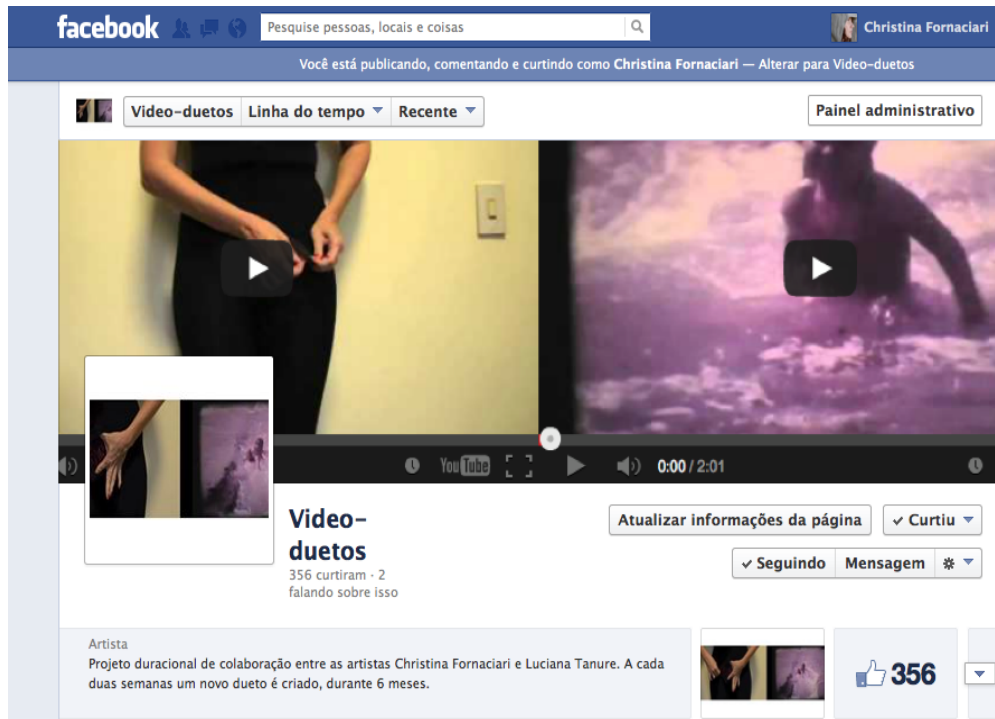 facebook
Pesquise pessoas, locais e coisas
Christina Fornaciari
Você está publicando, comentando e curtindo como Christina Fornaciari — Alterar para Video-duetos
Video-duetos Linha do tempo Recente
Painel administrativo
YouTube 0:00 / 2:01
Video-
duetos
356 curtiram · 2
falando sobre isso
Atualizar informações da página
✓ Curtiu
✓ Seguindo Mensagem
Artista
Projeto duracional de colaboração entre as artistas Christina Fornaciari e Luciana Tanure. A cada
duas semanas um novo dueto é criado, durante 6 meses.
356